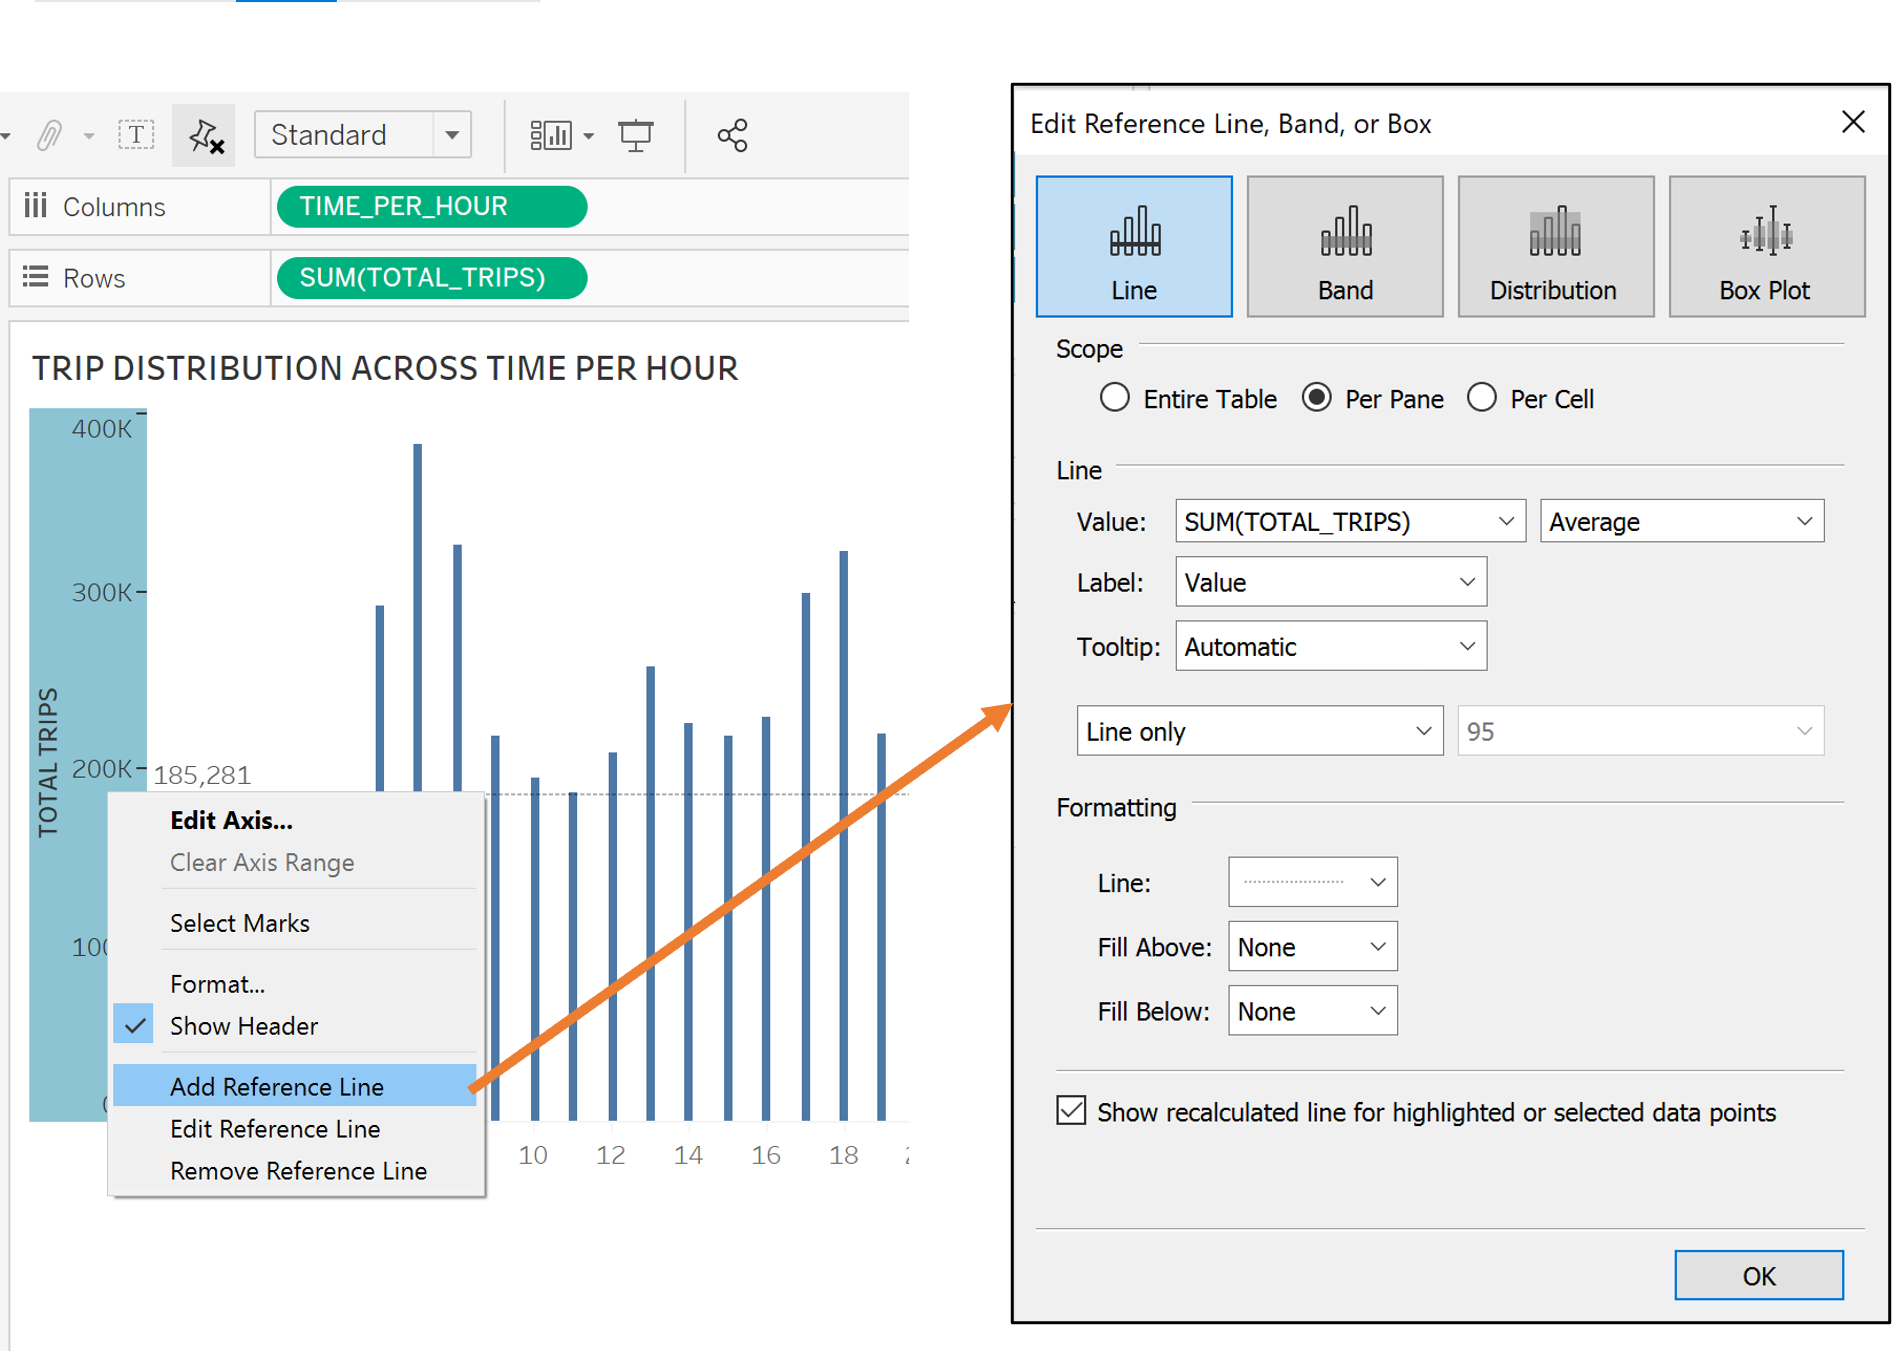 T
Standard
Columns
TIME_PER_HOUR
Rows
SUM(TOTAL_TRIPS)
TRIP DISTRIBUTION ACROSS TIME PER HOUR
400K
300K
200K
185,281
TOTAL TRIPS
Edit Axis...
Clear Axis Range
Select Marks
Format...
Show Header
Add Reference Line
Edit Reference Line
Remove Reference Line
10 12 14 16 18
Edit Reference Line, Band, or Box
Line Band Distribution Box Plot
Scope
Entire Table Per Pane Per Cell
Line
Value: SUM(TOTAL_TRIPS) Average
Label: Value
Tooltip: Automatic
Line only 95
Formatting
Line:
Fill Above: None
Fill Below: None
Show recalculated line for highlighted or selected data points
OK